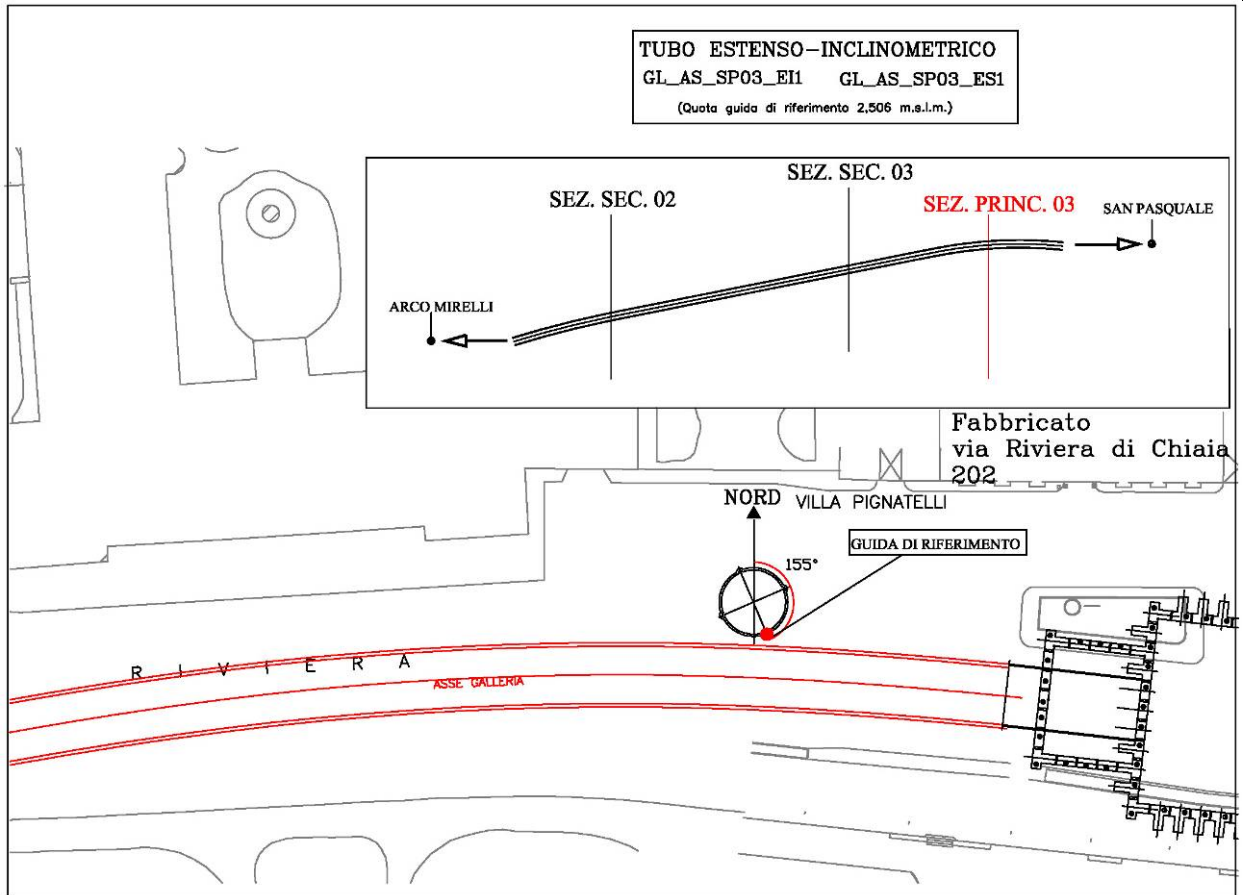 TUBO ESTENSO-INCLINOMETRICO
GL_AS_SP03_EI1 GL_AS_SP03_ES1
(Quota guida di riferimento 2,506 m.s.l.m.)
SEZ. SEC. 02
SEZ. SEC. 03
SEZ. PRINC. 03
SAN PASQUALE
ARCO MIRELLI
Fabbricato
via Riviera di Chiaia
202
NORD
VILLA PIGNATELLI
GUIDA DI RIFERIMENTO
155°
RIVIERA
ASSE GALLERIA